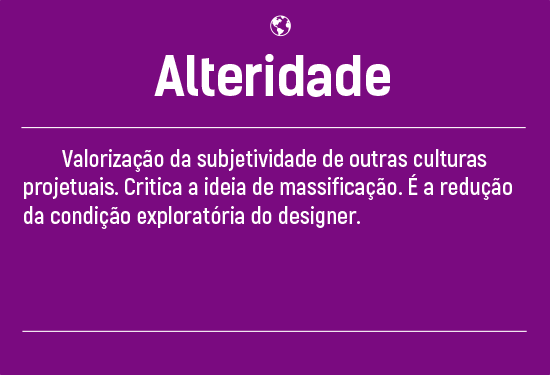 Alteridade
Valorização da subjetividade de outras culturas
projetuais. Critica a ideia de massificação. É a redução
da condição exploratória do designer.